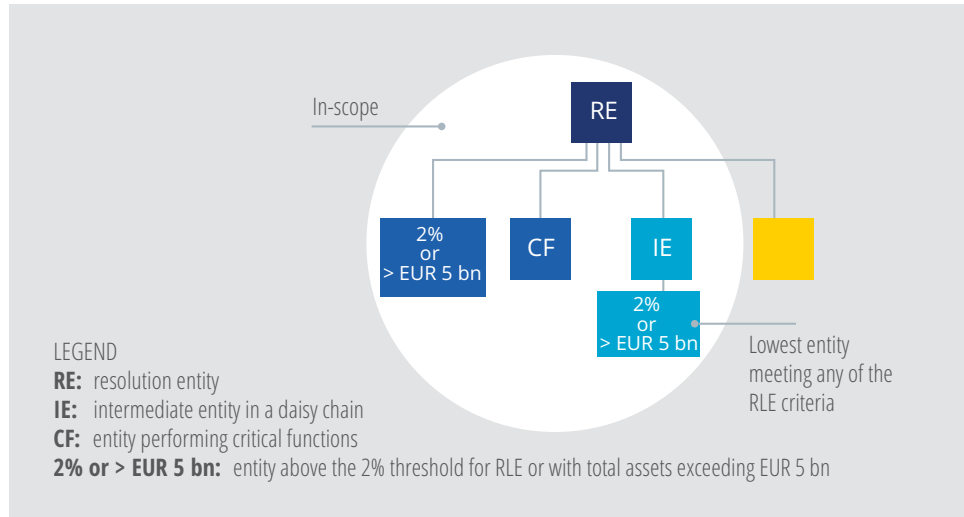 In-scope
RE
2%
or
> EUR 5 bn
CF
IE
2%
or
> EUR 5 bn
Lowest entity
meeting any of the
RLE criteria
LEGEND
RE: resolution entity
IE: intermediate entity in a daisy chain
CF: entity performing critical functions
2% or > EUR 5 bn: entity above the 2% threshold for RLE or with total assets exceeding EUR 5 bn